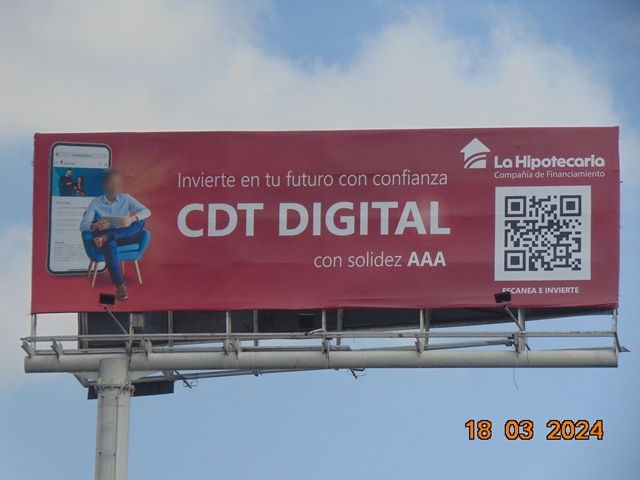 Invierte en tu futuro con confianza
CDT DIGITAL
con solidez AAA
La Hipotecaria
Compañía de Financiamiento
ESCANEA E INVIERTE
18 03 2024